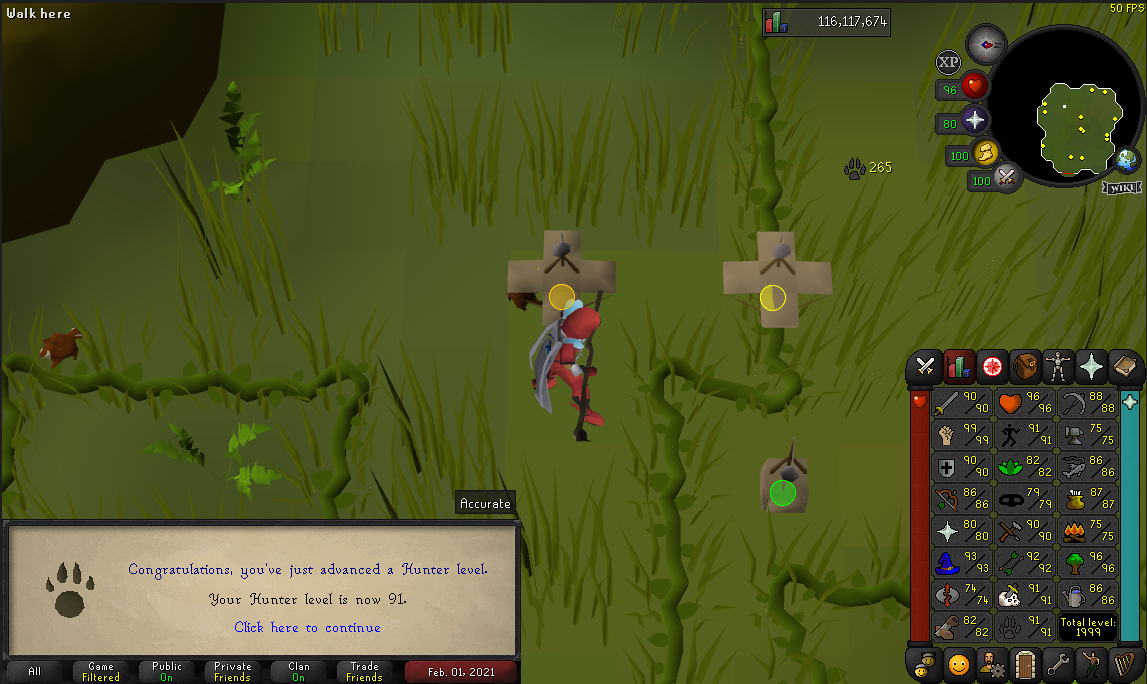 Walk here
116,117,674
50 FPS
XP
96
80
265
100
100
WIKI
90 90 96 96 88 88
99 99 91 91 75 75
90 90 82 82 86 86
86 86 79 79 87 87
80 80 90 90 75 75
93 93 92 92 96 96
74 74 91 91 86 86
82 82 91 91 Total level:
1999
Accurate
Congratulations, you've just advanced a Hunter level.
Your Hunter level is now 91.
Click here to continue
All
Game
Filtered
Public
On
Private
Friends
Clan
On
Trade
Friends
Feb. 01, 2021